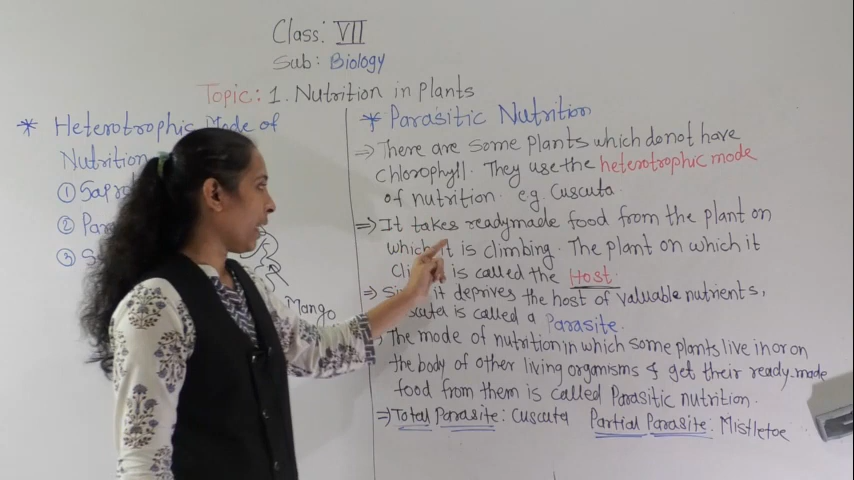 Class: VII
Sub: Biology
Topic: 1. Nutrition in plants
* Heterotrophic Mode of
Nutrition
①
②
③
Mango
* Parasitic Nutrition
⇒ There are some plants which donot have
chlorophyll. They use the heterotrophic mode
of nutrition. e.g. Cuscuta.
⇒ It takes readymade food from the plant on
which it is climbing. The plant on which it
is called the Host.
⇒ it deprives the host of valuable nutrients,
is called a Parasite.
The mode of nutrition in which some plants live in or on
the body of other living organisms & get their ready-made
food from them is called Parasitic nutrition.
⇒ Total Parasite: Cuscuta Partial Parasite: Mistletoe